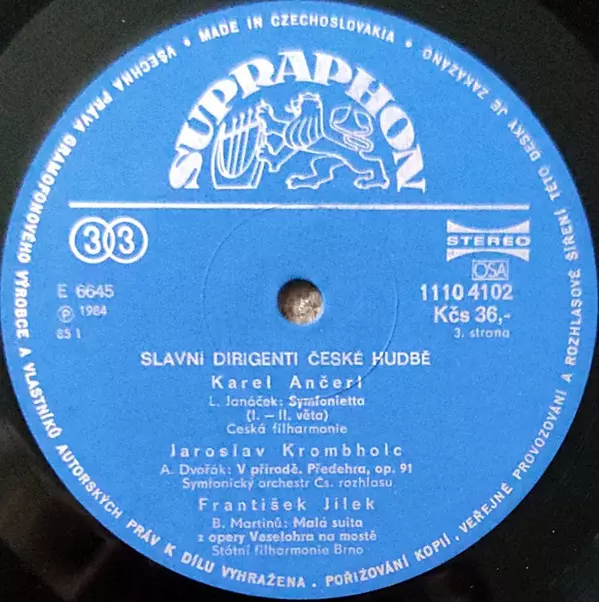 VŠECHNA PRÁVA GRAMOFONOVÉHO VÝROBCE A VLASTNÍKŮ AUTORSKÝCH PRÁV K DÍLU VYHRAŽENA. POŘIŽOVÁNÍ KOPIÍ, VEŘEJNÉ PROVOZOVÁNÍ A ROZHLASOVÉ ŠÍŘENÍ TÉTO DESKY JE ZAKÁZÁNO
MADE IN CZECHOSLOVAKIA
SUPRAPHON
33
STEREO
OSA
E 6645
℗ 1984
85 1
1110 4102
Kčs 36,-
3. strana
SLAVNÍ DIRIGENTI ČESKÉ HUDBĚ
Karel Ančerl
L. Janáček: Symfonietta
(I. – II. věta)
Česká filharmonie
Jaroslav Krombholc
A. Dvořák: V přírodě. Předehra, op. 91
Symfonický orchestr Čs. rozhlasu
František Jílek
B. Martinů: Malá suita
z opery Veselohra na mostě
Státní filharmonie Brno